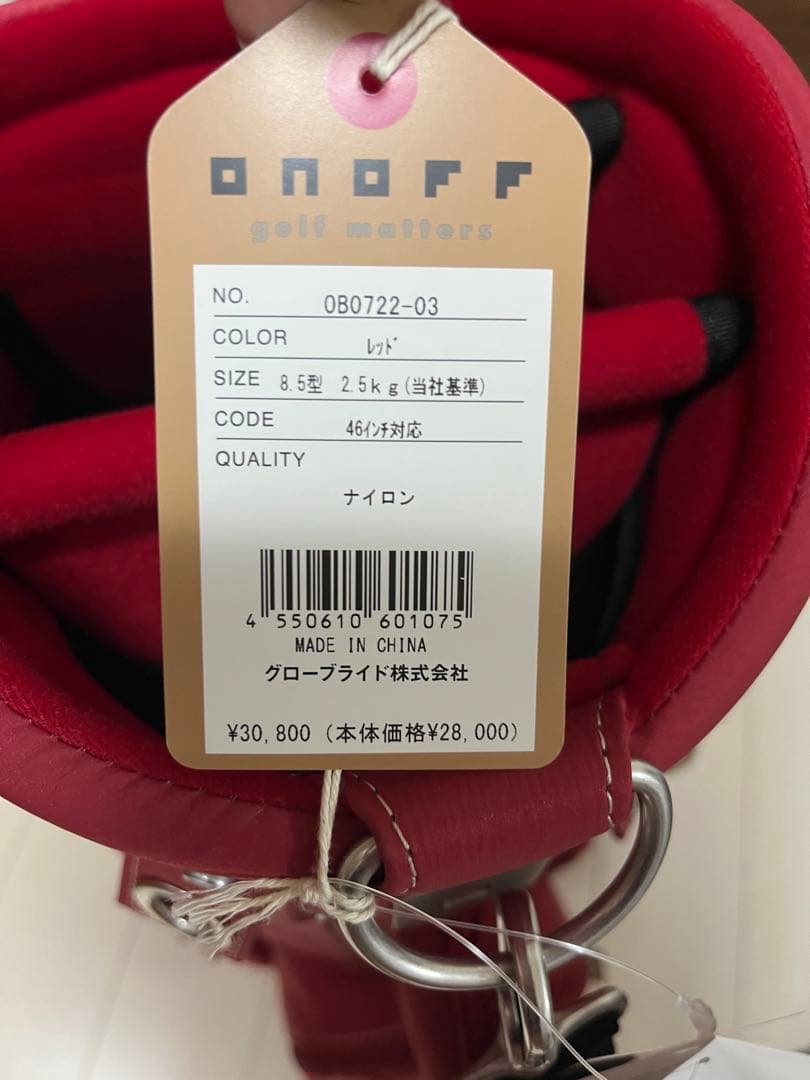 onoff
golf matters
NO. OB0722-03
COLOR ﾚｯﾄﾞ
SIZE 8.5型 2.5kg(当社基準)
CODE 46ｲﾝﾁ対応
QUALITY
ナイロン
4 550610 601075
MADE IN CHINA
グローブライド株式会社
¥30,800 (本体価格¥28,000)